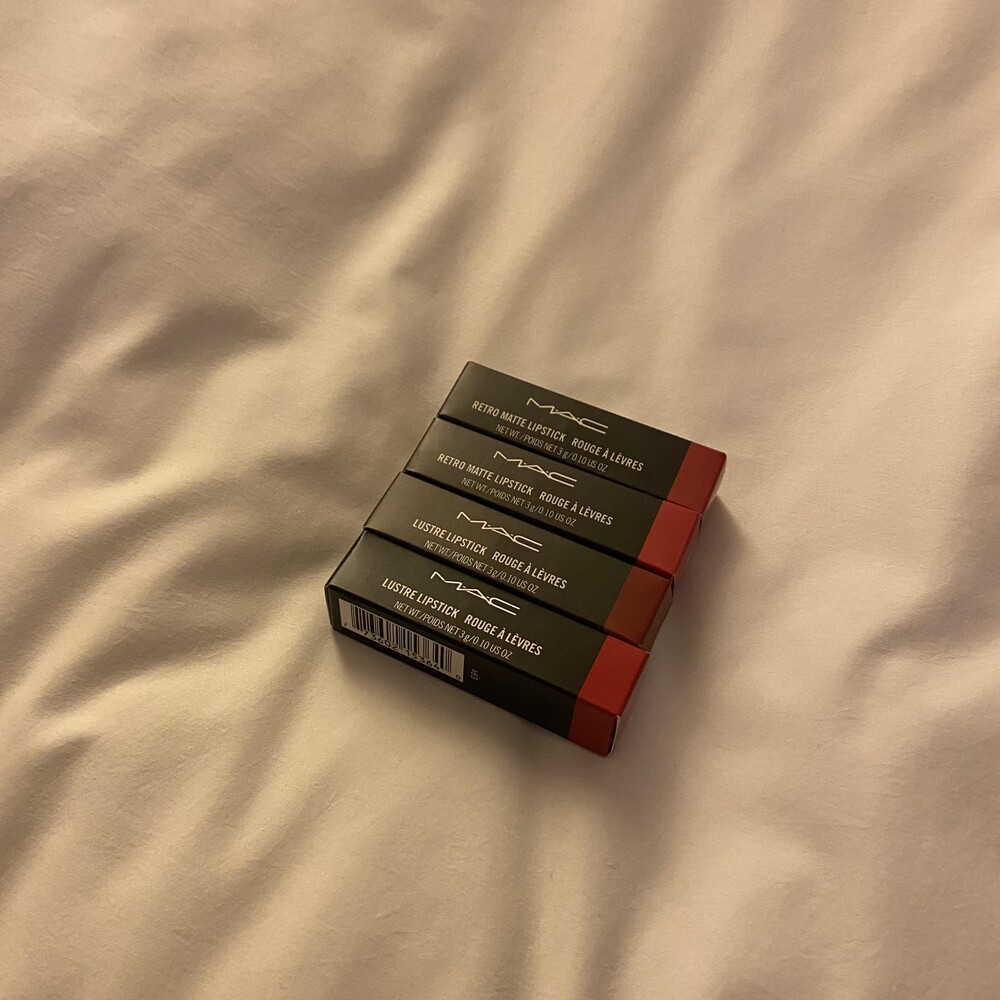 MAC
RETRO MATTE LIPSTICK ROUGE À LÈVRES
NET WT./POIDS NET 3 g/0.10 US OZ
MAC
RETRO MATTE LIPSTICK ROUGE À LÈVRES
NET WT./POIDS NET 3 g/0.10 US OZ
MAC
LUSTRE LIPSTICK ROUGE À LÈVRES
NET WT./POIDS NET 3 g/0.10 US OZ
MAC
LUSTRE LIPSTICK ROUGE À LÈVRES
NET WT./POIDS NET 3 g/0.10 US OZ